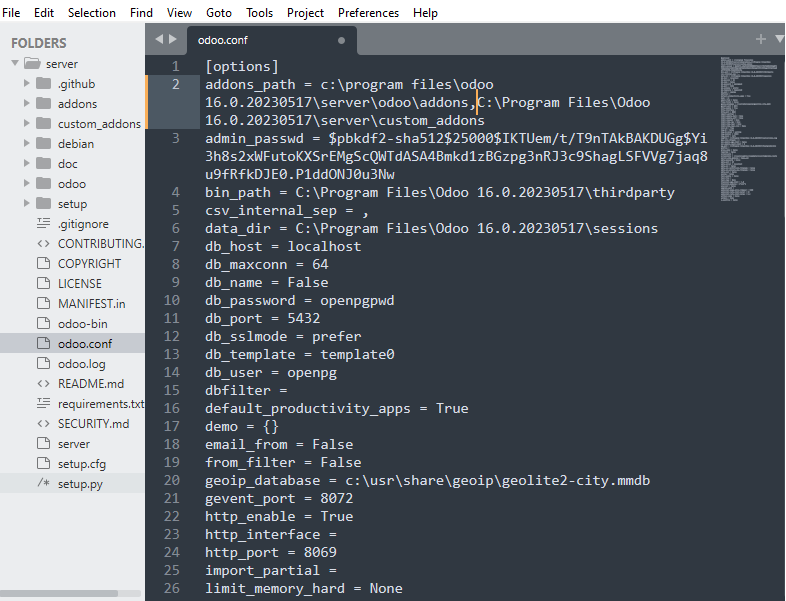 File Edit Selection Find View Goto Tools Project Preferences Help
FOLDERS
server
.github
addons
custom_addons
debian
doc
odoo
setup
.gitignore
<> CONTRIBUTING.
COPYRIGHT
LICENSE
MANIFEST.in
odoo-bin
odoo.conf
odoo.log
<> README.md
requirements.txt
<> SECURITY.md
server
setup.cfg
/* setup.py
odoo.conf
1 [options]
2 addons_path = c:\program files\odoo
16.0.20230517\server\odoo\addons,C:\Program Files\Odoo
16.0.20230517\server\custom_addons
3 admin_passwd = $pbkdf2-sha512$25000$IKTUem/t/T9nTAkBAKDUGg$Yi
3h8s2xWFutoKXSrEMgScQWTdASA4Bmkd1zBGzpg3nRJ3c9ShagLSFVVg7jaq8
u9fRfkDJE0.P1ddONJ0u3Nw
4 bin_path = C:\Program Files\Odoo 16.0.20230517\thirdparty
5 csv_internal_sep = ,
6 data_dir = C:\Program Files\Odoo 16.0.20230517\sessions
7 db_host = localhost
8 db_maxconn = 64
9 db_name = False
10 db_password = openpgpwd
11 db_port = 5432
12 db_sslmode = prefer
13 db_template = template0
14 db_user = openpg
15 dbfilter =
16 default_productivity_apps = True
17 demo = {}
18 email_from = False
19 from_filter = False
20 geoip_database = c:\usr\share\geoip\geolite2-city.mmdb
21 gevent_port = 8072
22 http_enable = True
23 http_interface =
24 http_port = 8069
25 import_partial =
26 limit_memory_hard = None